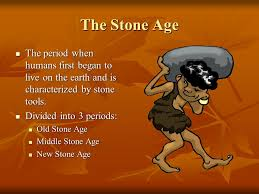 The Stone Age
The period when
humans first began to
live on the earth and is
characterized by stone
tools.
Divided into 3 periods:
Old Stone Age
Middle Stone Age
New Stone Age